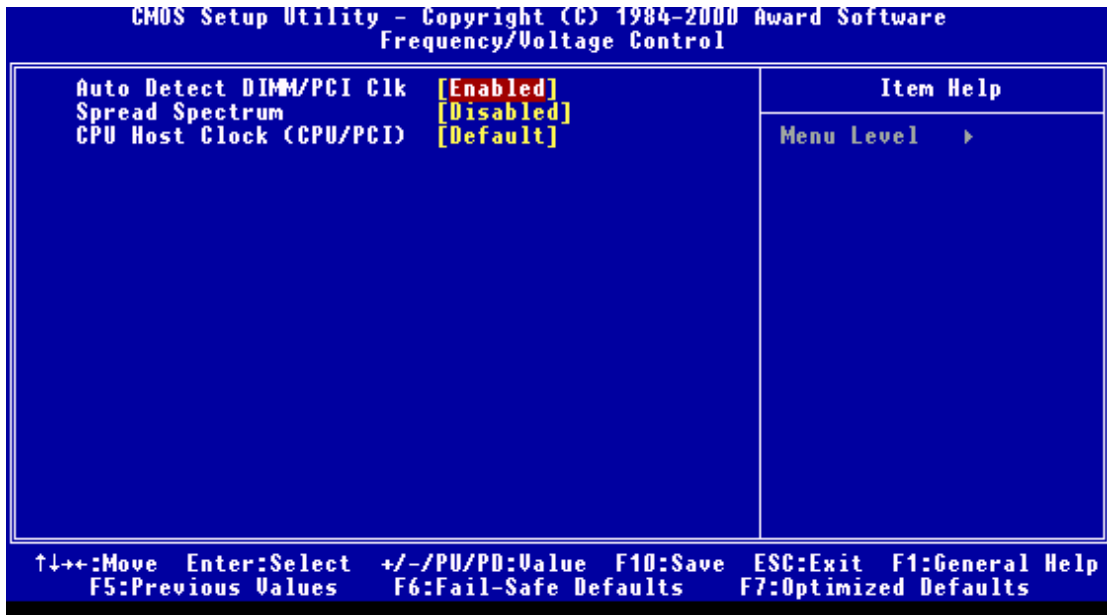 CMOS Setup Utility - Copyright (C) 1984-2000 Award Software
Frequency/Voltage Control
Auto Detect DIMM/PCI Clk [Enabled]
Spread Spectrum [Disabled]
CPU Host Clock (CPU/PCI) [Default]
Item Help
Menu Level ▸
↑↓→←:Move Enter:Select +/-/PU/PD:Value F10:Save ESC:Exit F1:General Help
F5:Previous Values F6:Fail-Safe Defaults F7:Optimized Defaults